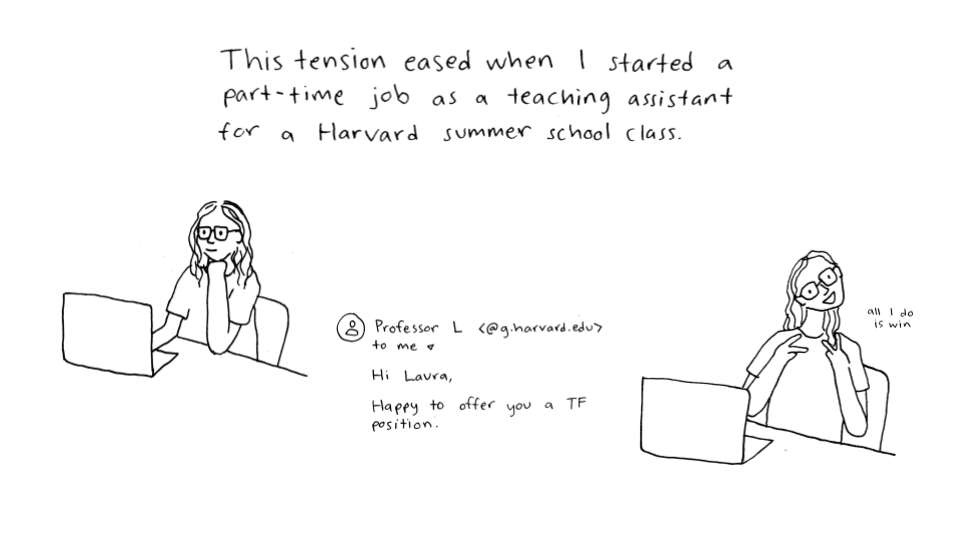 This tension eased when I started a
part-time job as a teaching assistant
for a Harvard summer school class.
Professor L <@g.harvard.edu>
to me
Hi Laura,
Happy to offer you a TF
position.
all I do
is win